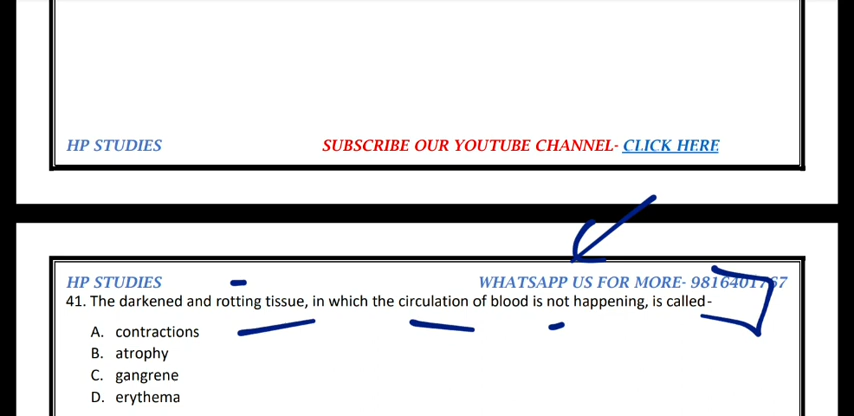 HP STUDIES SUBSCRIBE OUR YOUTUBE CHANNEL- CLICK HERE
HP STUDIES WHATSAPP US FOR MORE- 9816401767
41. The darkened and rotting tissue, in which the circulation of blood is not happening, is called-
A. contractions
B. atrophy
C. gangrene
D. erythema